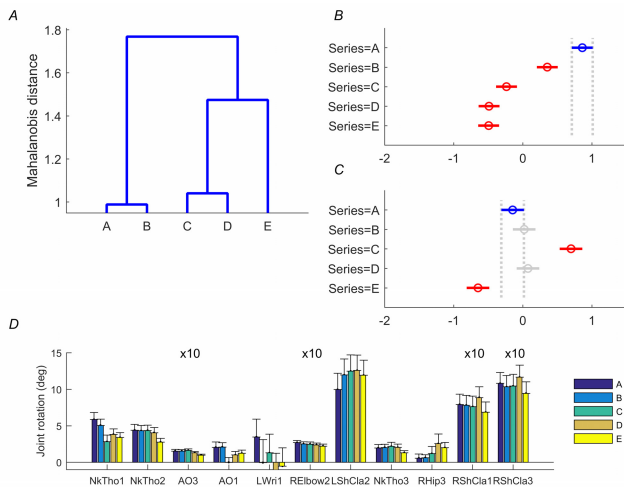 A
Mahalanobis distance
1.8
1.6
1.4
1.2
1
A B C D E
B
Series=A
Series=B
Series=C
Series=D
Series=E
-2 -1 0 1
C
Series=A
Series=B
Series=C
Series=D
Series=E
-2 -1 0 1
D
Joint rotation (deg)
15
10
5
0
x10 x10 x10 x10
NkTho1 NkTho2 AO3 AO1 LWri1 RElbow2 LShCla2 NkTho3 RHip3 RShCla1 RShCla3
A
B
C
D
E